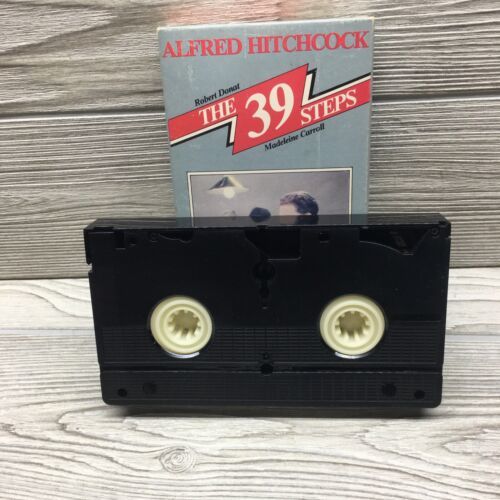 ALFRED HITCHCOCK
Robert Donat
THE 39 STEPS
Madeleine Carroll